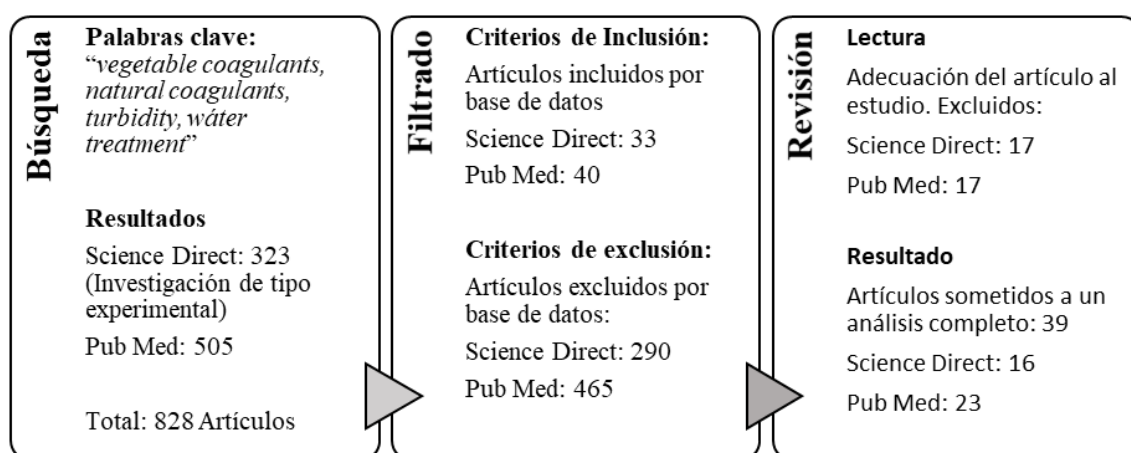 Búsqueda
Palabras clave:
“vegetable coagulants,
natural coagulants,
turbidity, wáter
treatment”
Resultados
Science Direct: 323
(Investigación de tipo
experimental)
Pub Med: 505
Total: 828 Artículos
Filtrado
Criterios de Inclusión:
Artículos incluidos por
base de datos
Science Direct: 33
Pub Med: 40
Criterios de exclusión:
Artículos excluidos por
base de datos:
Science Direct: 290
Pub Med: 465
Revisión
Lectura
Adecuación del artículo al
estudio. Excluidos:
Science Direct: 17
Pub Med: 17
Resultado
Artículos sometidos a un
análisis completo: 39
Science Direct: 16
Pub Med: 23